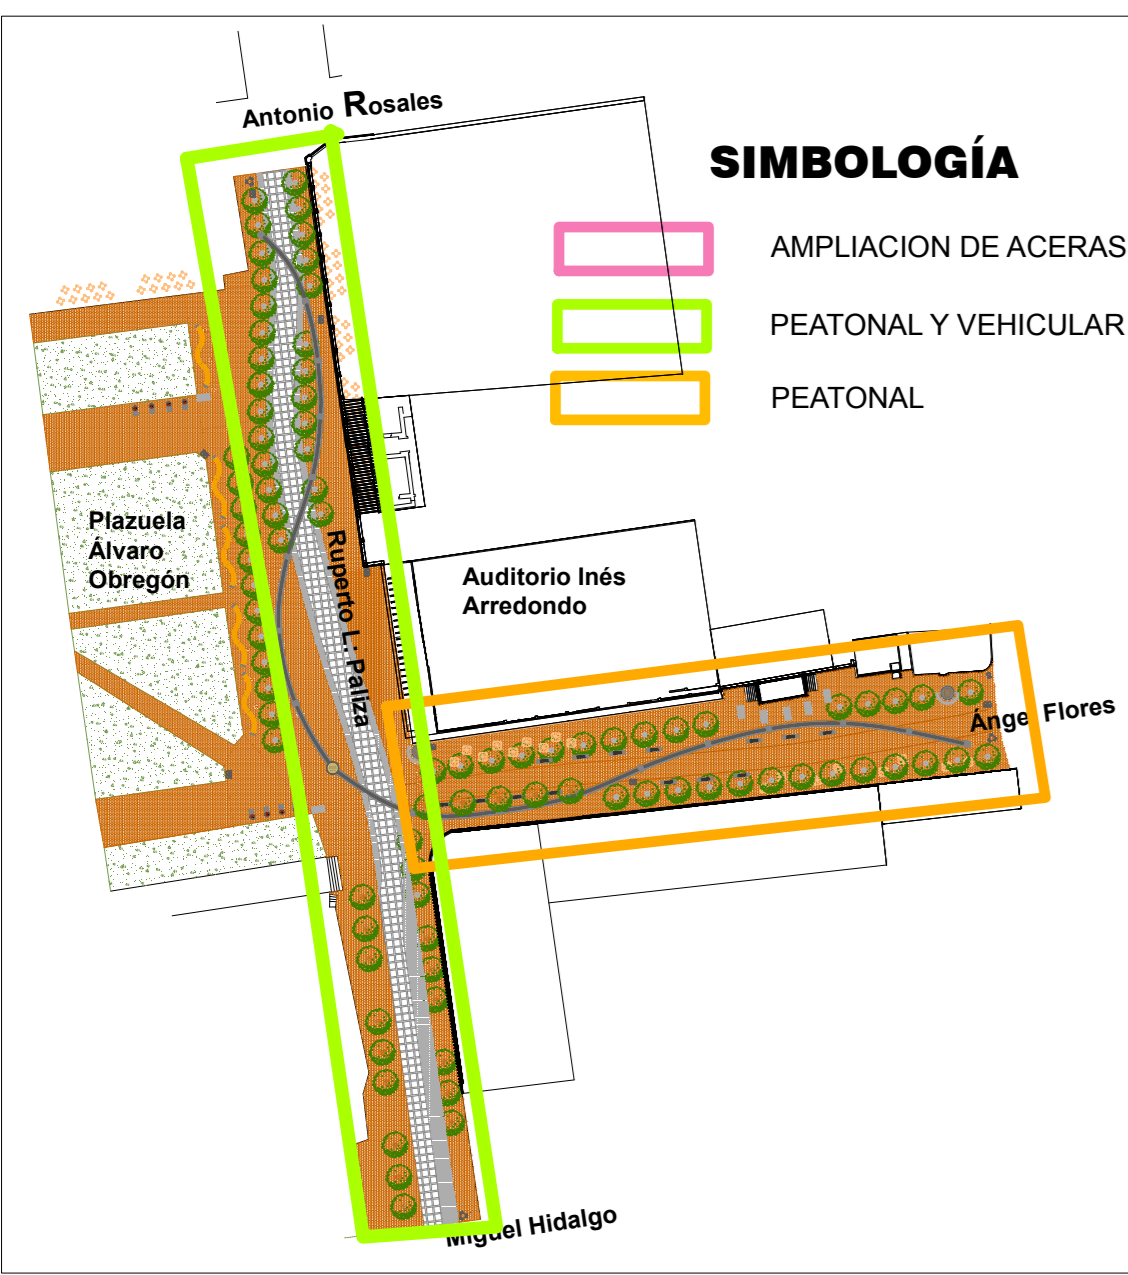 Antonio Rosales
SIMBOLOGÍA
AMPLIACION DE ACERAS
PEATONAL Y VEHICULAR
PEATONAL
Plazuela
Álvaro
Obregón
Ruperto L. Paliza
Auditorio Inés
Arredondo
Ángel Flores
Miguel Hidalgo